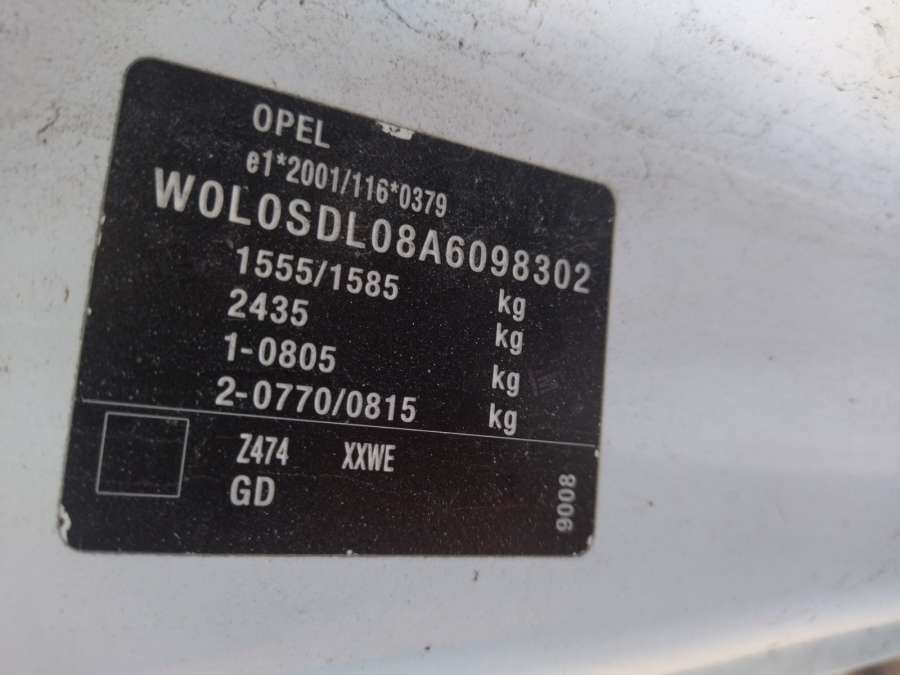 OPEL
e1*2001/116*0379
W0L0SDL08A6098302
1555/1585 kg
2435 kg
1-0805 kg
2-0770/0815 kg
Z474 XXWE
GD
9008